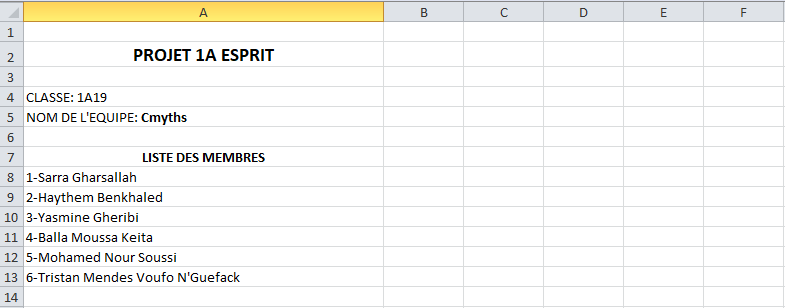 A B C D E F
1
2 PROJET 1A ESPRIT
3
4 CLASSE: 1A19
5 NOM DE L'EQUIPE: Cmyths
6
7 LISTE DES MEMBRES
8 1-Sarra Gharsallah
9 2-Haythem Benkhaled
10 3-Yasmine Gheribi
11 4-Balla Moussa Keita
12 5-Mohamed Nour Soussi
13 6-Tristan Mendes Voufo N'Guefack
14